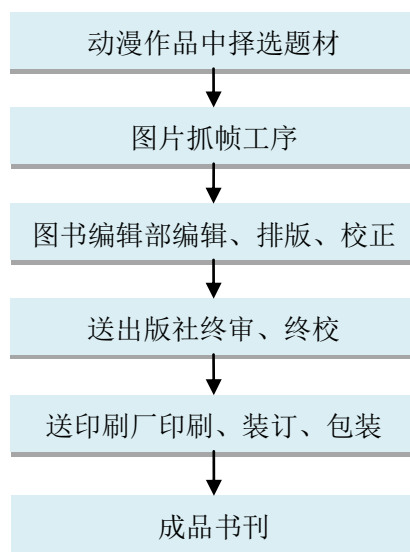 动漫作品中择选题材
图片抓帧工序
图书编辑部编辑、排版、校正
送出版社终审、终校
送印刷厂印刷、装订、包装
成品书刊